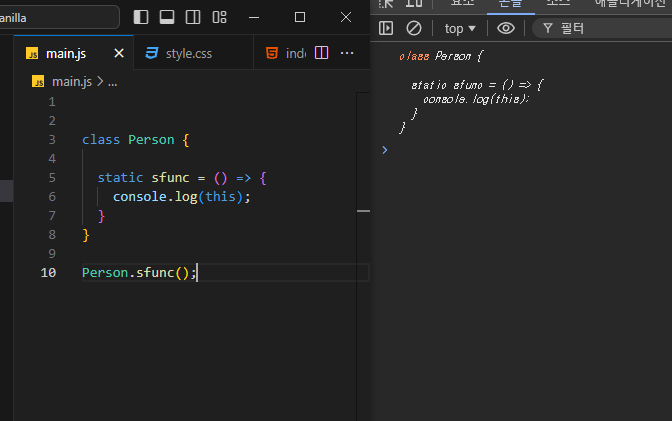 anilla
main.js
style.css
inde
main.js > ...
1
2
3 class Person {
4
5 static sfunc = () => {
6 console.log(this);
7 }
8 }
9
10 Person.sfunc();
요소
콘솔
소스
애플리케이션
top
필터
class Person {
static sfunc = () => {
console.log(this);
}
}